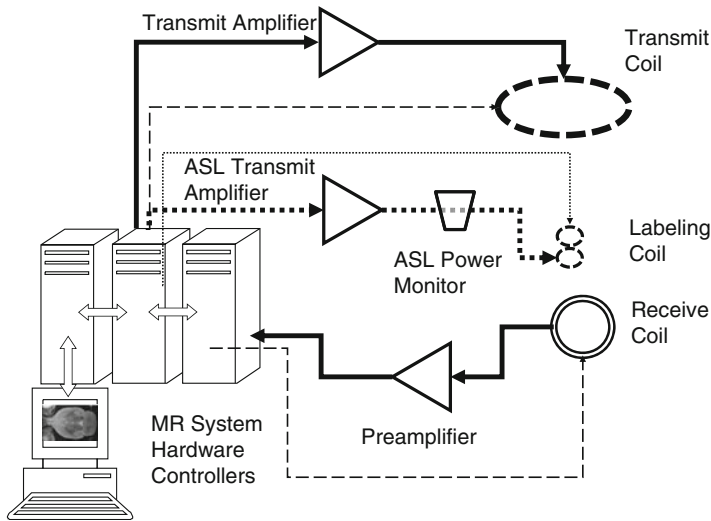 Transmit Amplifier
Transmit
Coil
ASL Transmit
Amplifier
ASL Power
Monitor
Labeling
Coil
Receive
Coil
Preamplifier
MR System
Hardware
Controllers